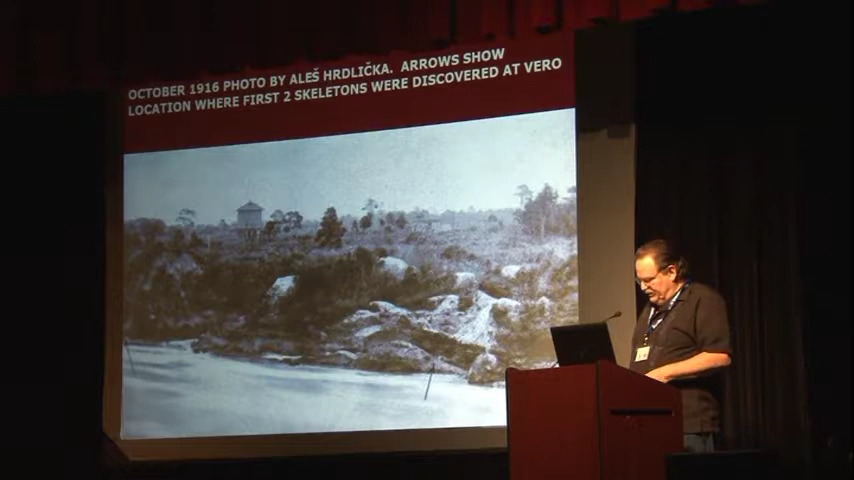 OCTOBER 1916 PHOTO BY ALEŠ HRDLIČKA. ARROWS SHOW
LOCATION WHERE FIRST 2 SKELETONS WERE DISCOVERED AT VERO